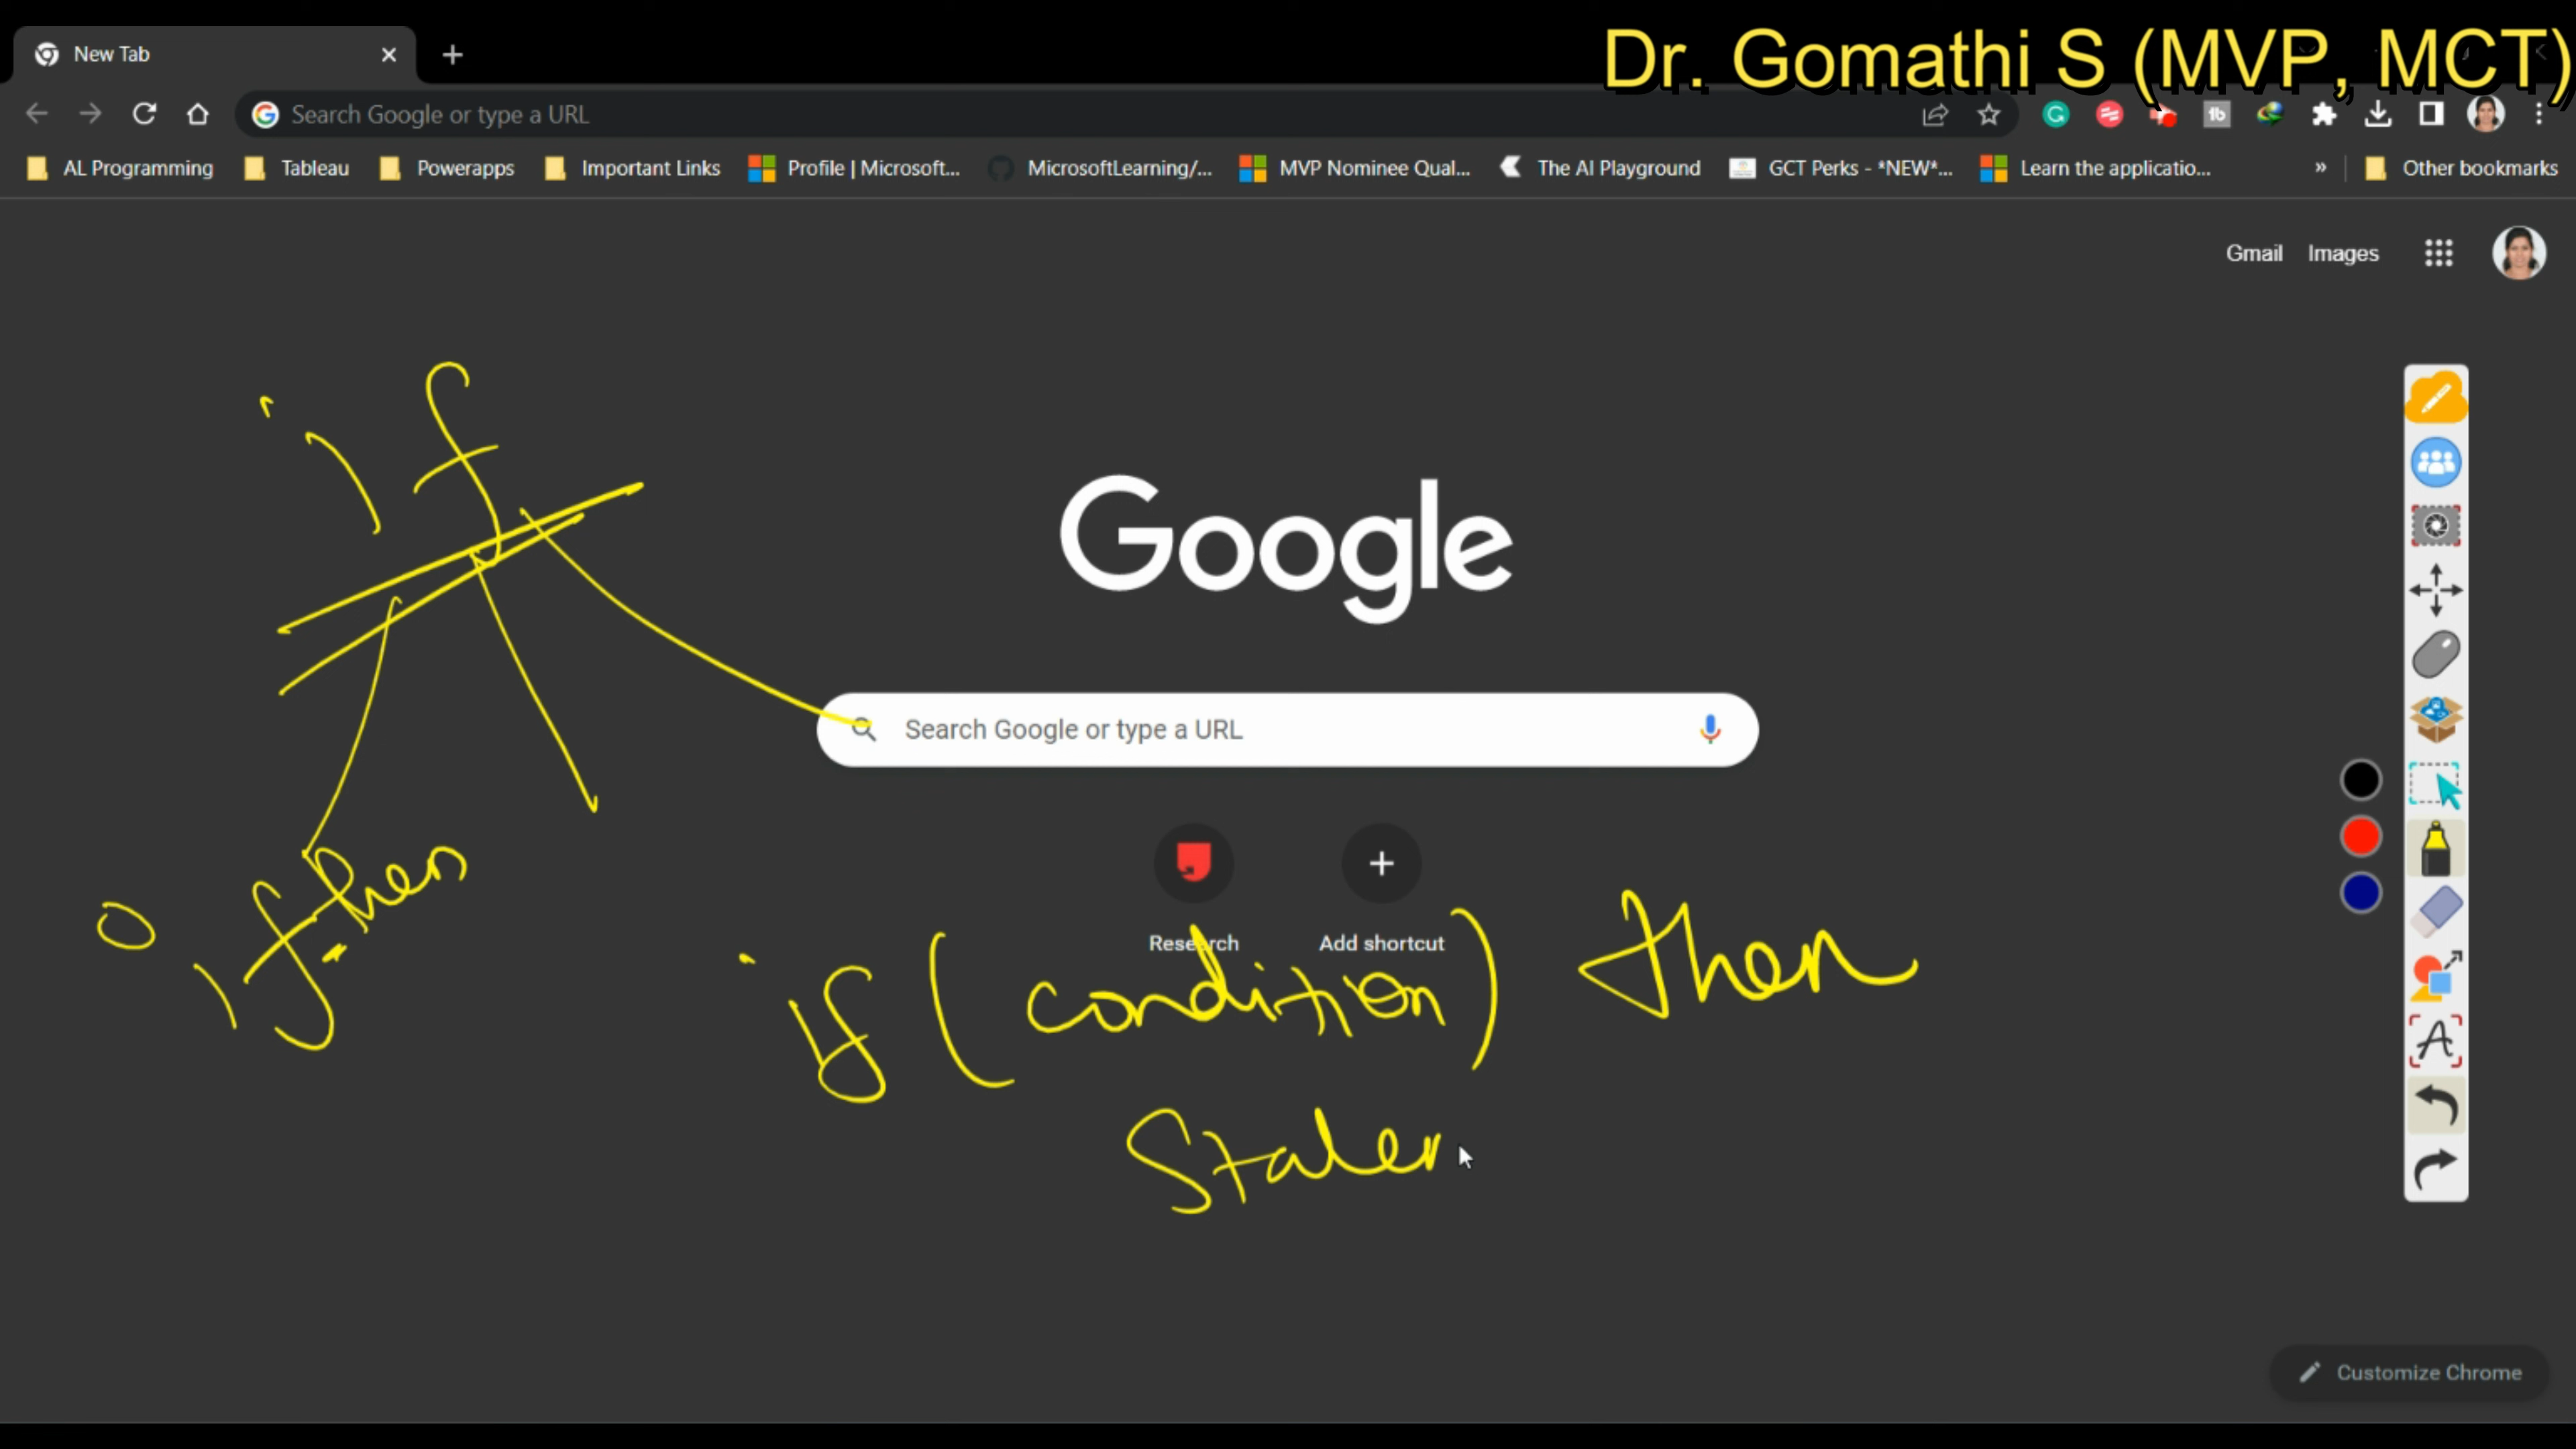 New Tab
Dr. Gomathi S (MVP, MCT)
Search Google or type a URL
AL Programming Tableau Powerapps Important Links Profile | Microsoft... MicrosoftLearning/... MVP Nominee Qual... The AI Playground GCT Perks - *NEW*... Learn the applicatio... » Other bookmarks
Gmail Images
if
Google
Search Google or type a URL
if.then
Research Add shortcut
if (condition) then
Customize Chrome